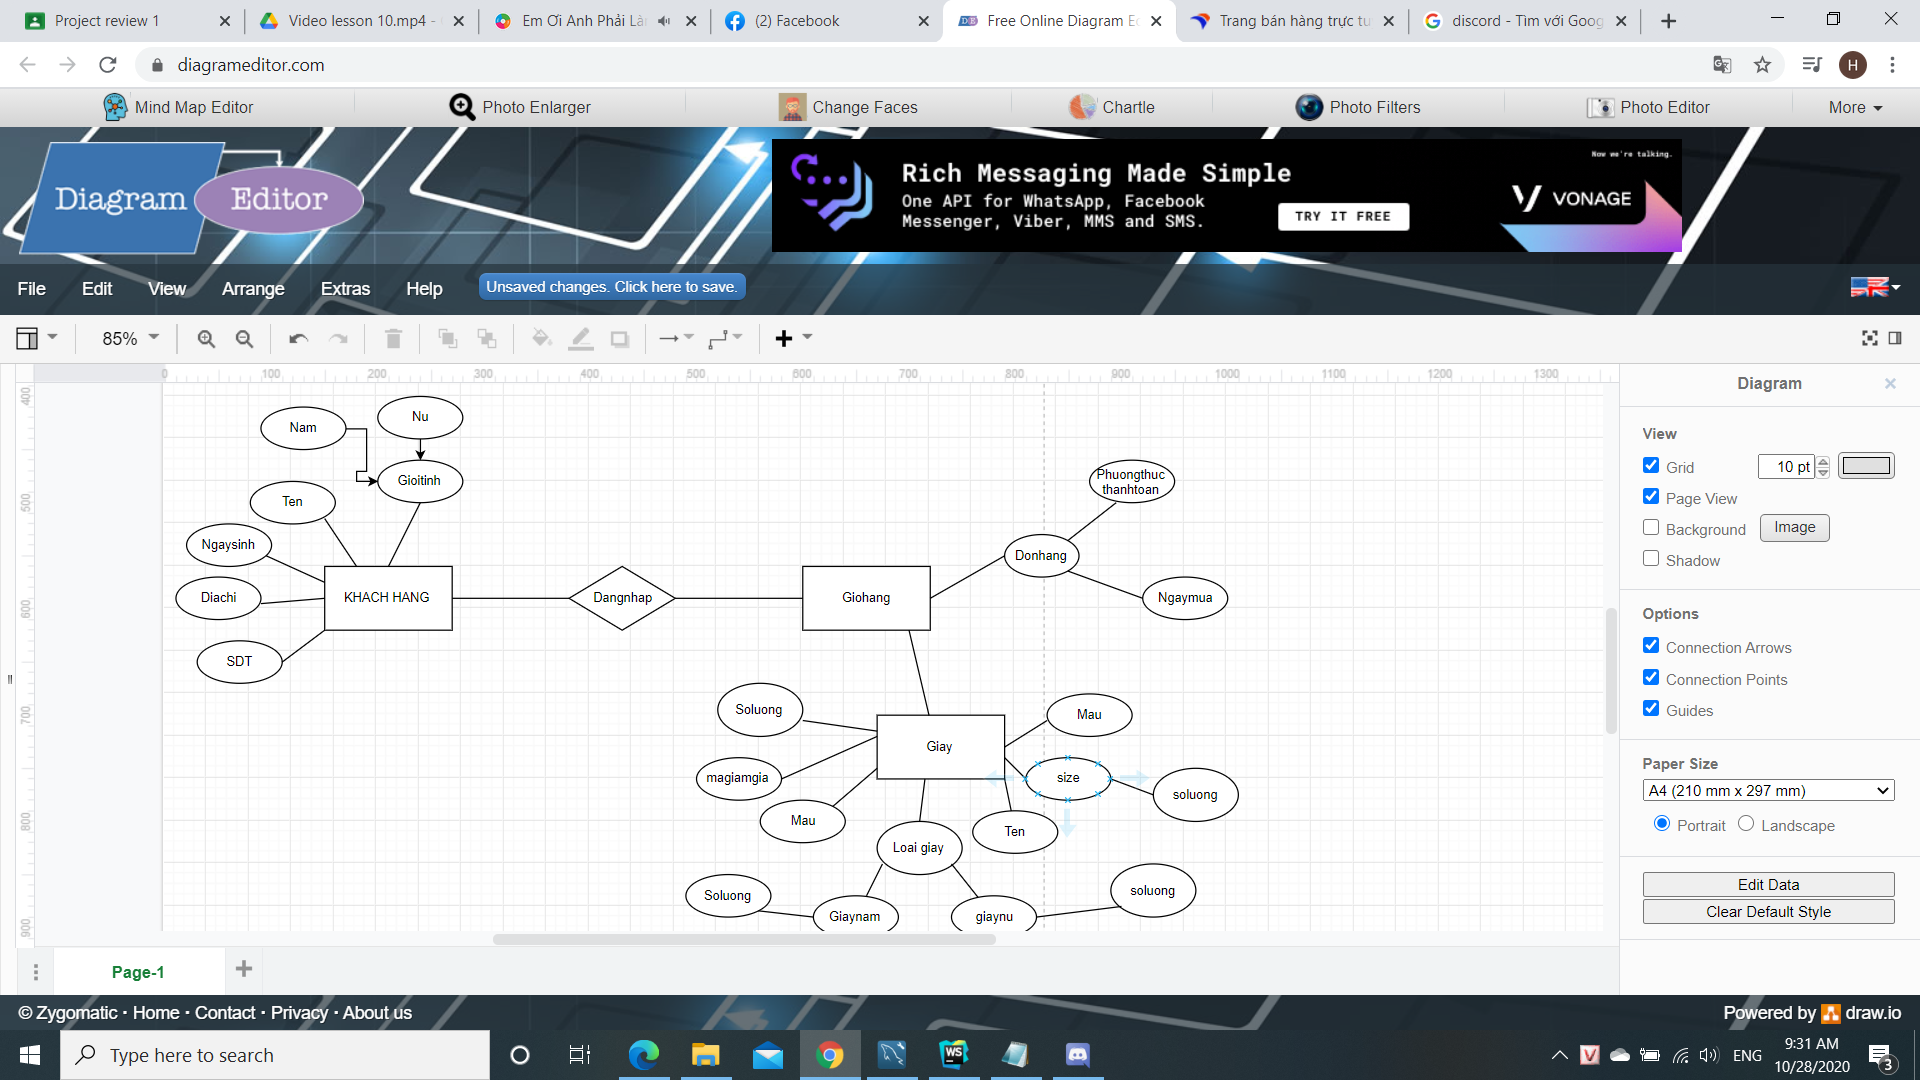 Project review 1
Video lesson 10.mp4 -
Em Ơi Anh Phải Làm
(2) Facebook
Free Online Diagram Ed
Trang bán hàng trực tu
discord - Tìm với Goog
diagrameditor.com
H
Mind Map Editor
Photo Enlarger
Change Faces
Chartle
Photo Filters
Photo Editor
More
Diagram Editor
Rich Messaging Made Simple
One API for WhatsApp, Facebook
Messenger, Viber, MMS and SMS.
TRY IT FREE
Now we're talking.
VONAGE
File
Edit
View
Arrange
Extras
Help
Unsaved changes. Click here to save.
85%
0 100 200 300 400 500 600 700 800 900 1000 1100 1200 1300
400
500
600
700
800
900
Nam
Nu
Gioitinh
Ten
Ngaysinh
Diachi
SDT
KHACH HANG
Dangnhap
Giohang
Phuongthuc
thanhtoan
Donhang
Ngaymua
Soluong
magiamgia
Mau
Giay
Mau
size
soluong
Ten
Loai giay
Soluong
Giaynam
giaynu
soluong
Diagram
View
Grid
10 pt
Page View
Background
Image
Shadow
Options
Connection Arrows
Connection Points
Guides
Paper Size
A4 (210 mm x 297 mm)
Portrait
Landscape
Edit Data
Clear Default Style
Page-1
© Zygomatic · Home · Contact · Privacy · About us
Powered by draw.io
Type here to search
WS
ENG
9:31 AM
10/28/2020
3